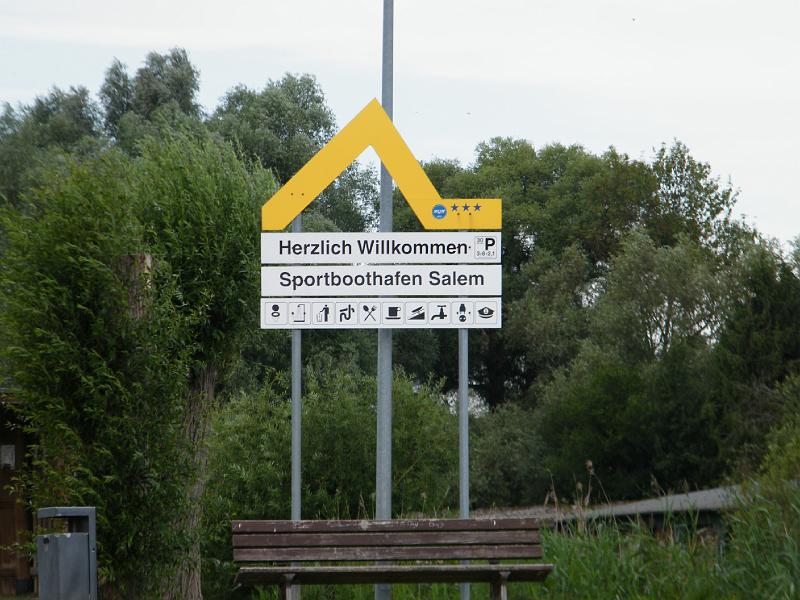 Herzlich Willkommen
P
Sportboothafen Salem